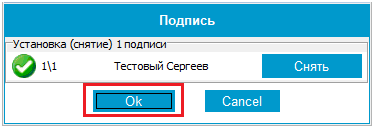 Подпись
Установка (снятие) 1 подписи
1\1 Тестовый Сергеев Снять
Ok Cancel